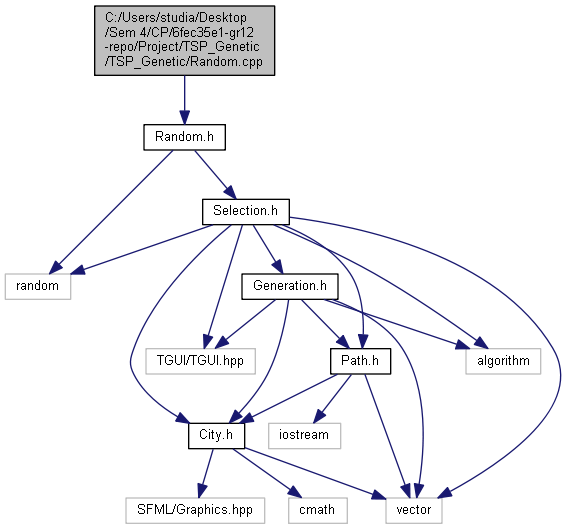 C:/Users/studia/Desktop
/Sem 4/CP/6fec35e1-gr12
-repo/Project/TSP_Genetic
/TSP_Genetic/Random.cpp
Random.h
Selection.h
random
Generation.h
TGUI/TGUI.hpp
Path.h
algorithm
City.h
iostream
SFML/Graphics.hpp
cmath
vector